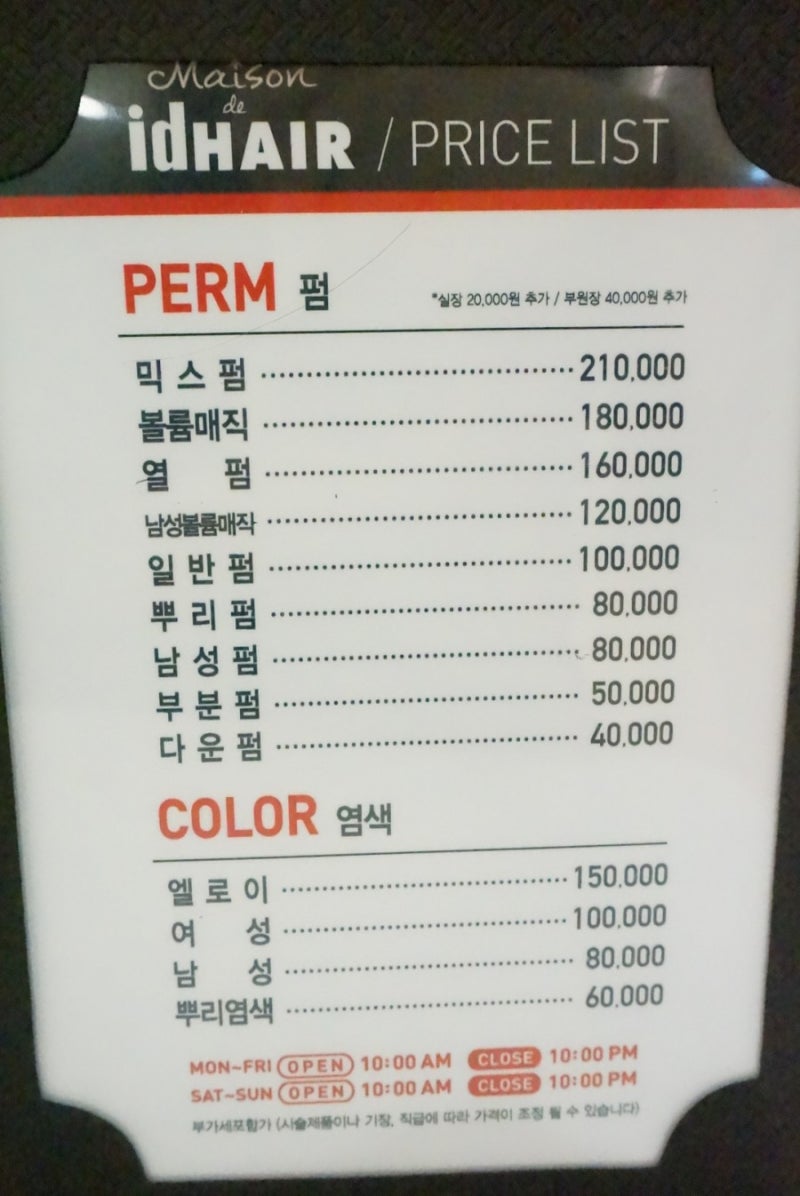 Maison
de
idHAIR / PRICE LIST
PERM 펌 *실장 20,000원 추가 / 부원장 40,000원 추가
믹스펌 210,000
볼륨매직 180,000
열 펌 160,000
남성볼륨매직 120,000
일반펌 100,000
뿌리펌 80,000
남성펌 80,000
부분펌 50,000
다운펌 40,000
COLOR 염색
엘로이 150,000
여 성 100,000
남 성 80,000
뿌리염색 60,000
MON~FRI OPEN 10:00 AM CLOSE 10:00 PM
SAT~SUN OPEN 10:00 AM CLOSE 10:00 PM
부가세포함가 (시술제품이나 기장, 직급에 따라 가격이 조정 될 수 있습니다)